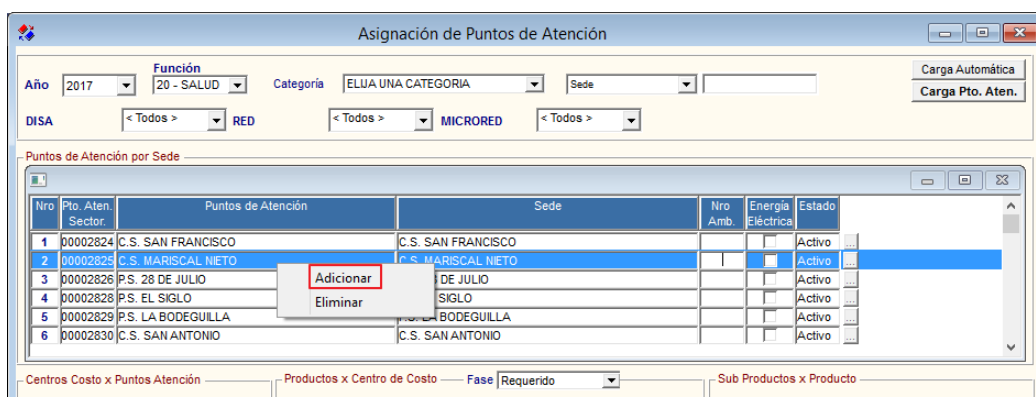 Asignación de Puntos de Atención
Función
Año 2017 20 - SALUD Categoría ELIJA UNA CATEGORIA Sede
Carga Automática
Carga Pto. Aten.
DISA < Todos > RED < Todos > MICRORED < Todos >
Puntos de Atención por Sede
Nro Pto. Aten. Sector. Puntos de Atención Sede Nro Amb. Energía Eléctrica Estado
1 00002824 C.S. SAN FRANCISCO C.S. SAN FRANCISCO Activo ...
2 00002825 C.S. MARISCAL NIETO C.S. MARISCAL NIETO Activo ...
3 00002826 P.S. 28 DE JULIO DE JULIO Activo ...
4 00002828 P.S. EL SIGLO SIGLO Activo ...
5 00002829 P.S. LA BODEGUILLA P.S. LA BODEGUILLA Activo ...
6 00002830 C.S. SAN ANTONIO C.S. SAN ANTONIO Activo ...
Adicionar
Eliminar
Centros Costo x Puntos Atención Productos x Centro de Costo Fase Requerido Sub Productos x Producto